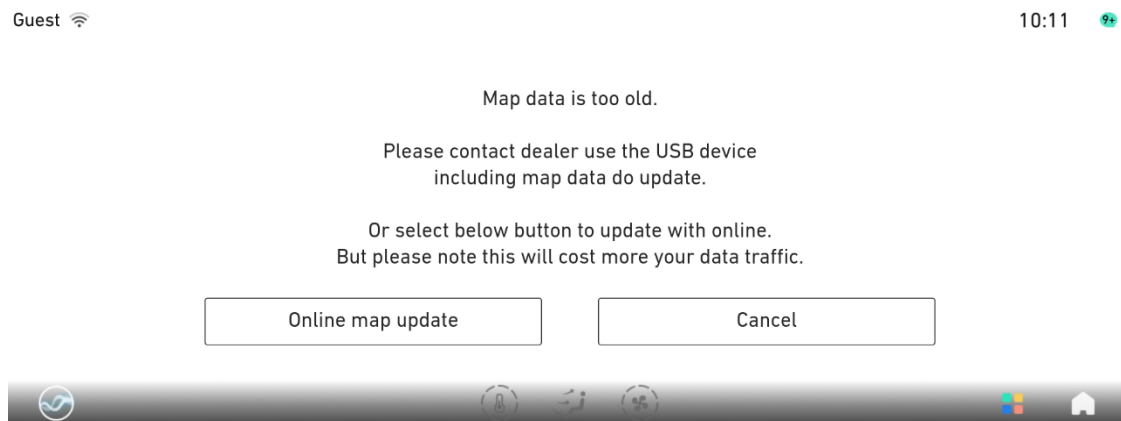 Guest
10:11
9+
Map data is too old.
Please contact dealer use the USB device
including map data do update.
Or select below button to update with online.
But please note this will cost more your data traffic.
Online map update
Cancel